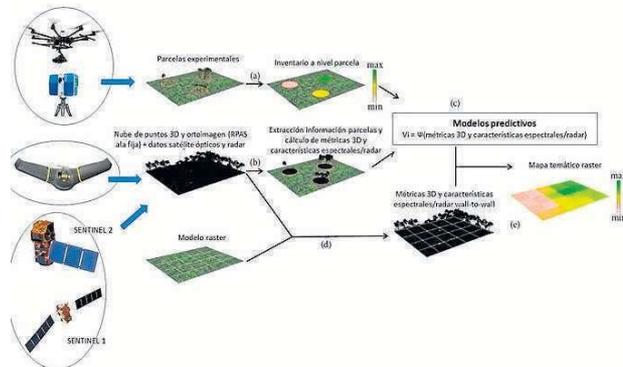 Parcelas experimentales
(a)
Inventario a nivel parcela
max
min
(c)
Modelos predictivos
Vi = Ψ(métricas 3D y características espectrales/radar)
Nube de puntos 3D y ortoimagen (RPAS
ala fija) + datos satélite ópticos y radar
(b)
Extracción información parcelas y
cálculo de métricas 3D y
características espectrales/radar
Mapa temático raster
max
min
Métricas 3D y características
espectrales/radar wall-to-wall
(e)
SENTINEL 2
Modelo raster
(d)
SENTINEL 1